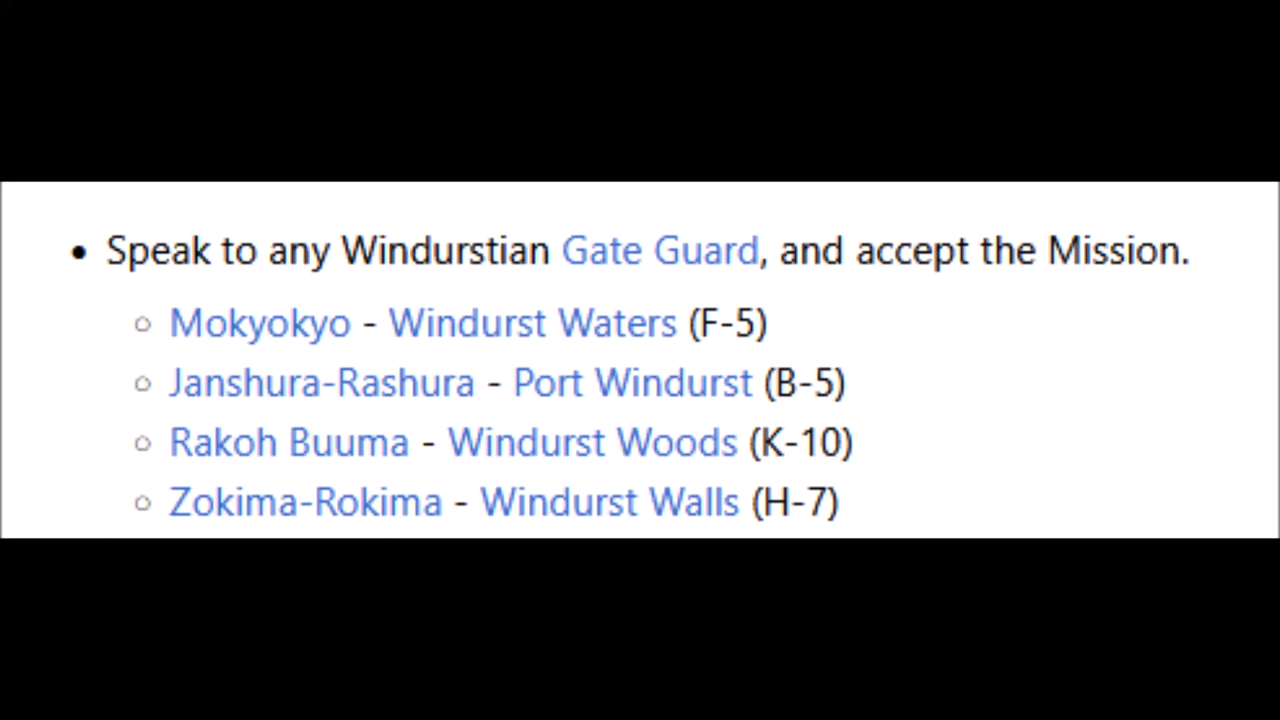 • Speak to any Windurstian Gate Guard, and accept the Mission.
○ Mokyokyo - Windurst Waters (F-5)
○ Janshura-Rashura - Port Windurst (B-5)
○ Rakoh Buuma - Windurst Woods (K-10)
○ Zokima-Rokima - Windurst Walls (H-7)